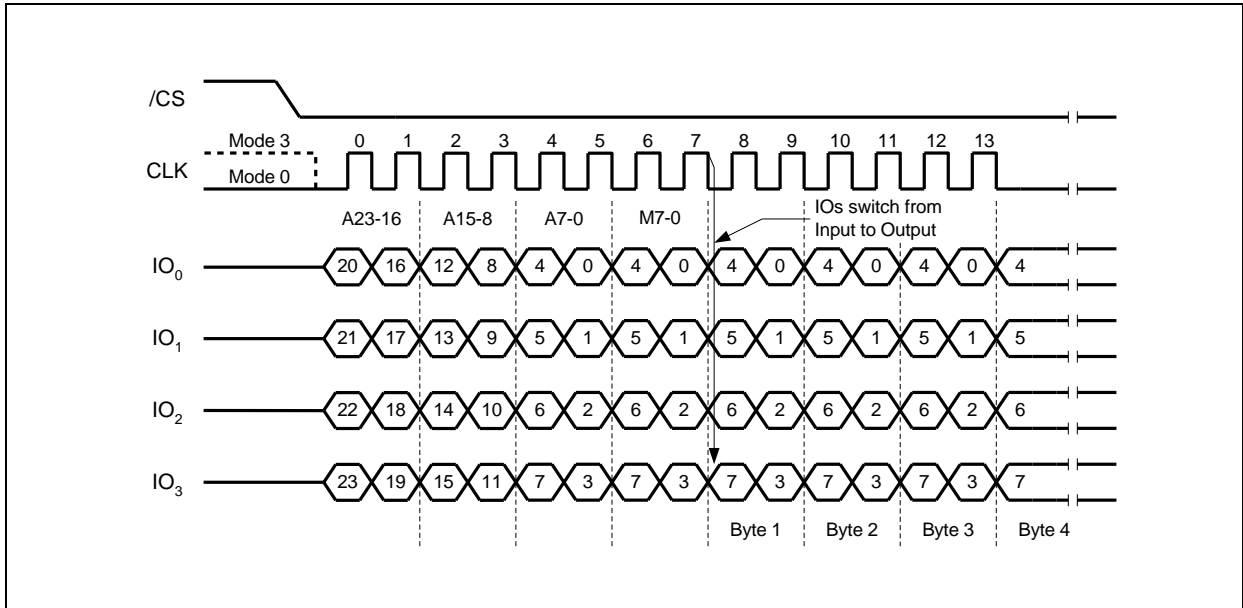 /CS
Mode 3 0 1 2 3 4 5 6 7 8 9 10 11 12 13
CLK
Mode 0
A23-16 A15-8 A7-0 M7-0 IOs switch from
Input to Output
IO0 20 16 12 8 4 0 4 0 4 0 4 0 4 0 4
IO1 21 17 13 9 5 1 5 1 5 1 5 1 5 1 5
IO2 22 18 14 10 6 2 6 2 6 2 6 2 6 2 6
IO3 23 19 15 11 7 3 7 3 7 3 7 3 7 3 7
Byte 1 Byte 2 Byte 3 Byte 4